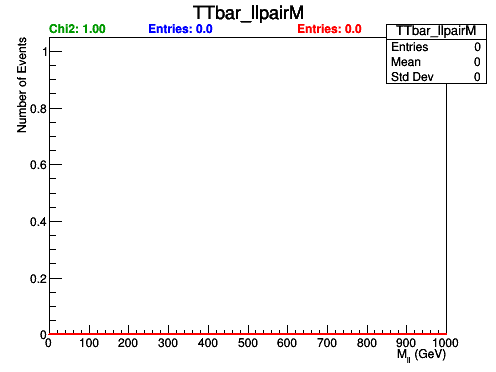 TTbar_llpairM
Chi2: 1.00 Entries: 0.0 Entries: 0.0
TTbar_llpairM
Entries 0
Mean 0
Std Dev 0
Number of Events
1
0.8
0.6
0.4
0.2
0
0 100 200 300 400 500 600 700 800 900 1000
M_ll (GeV)